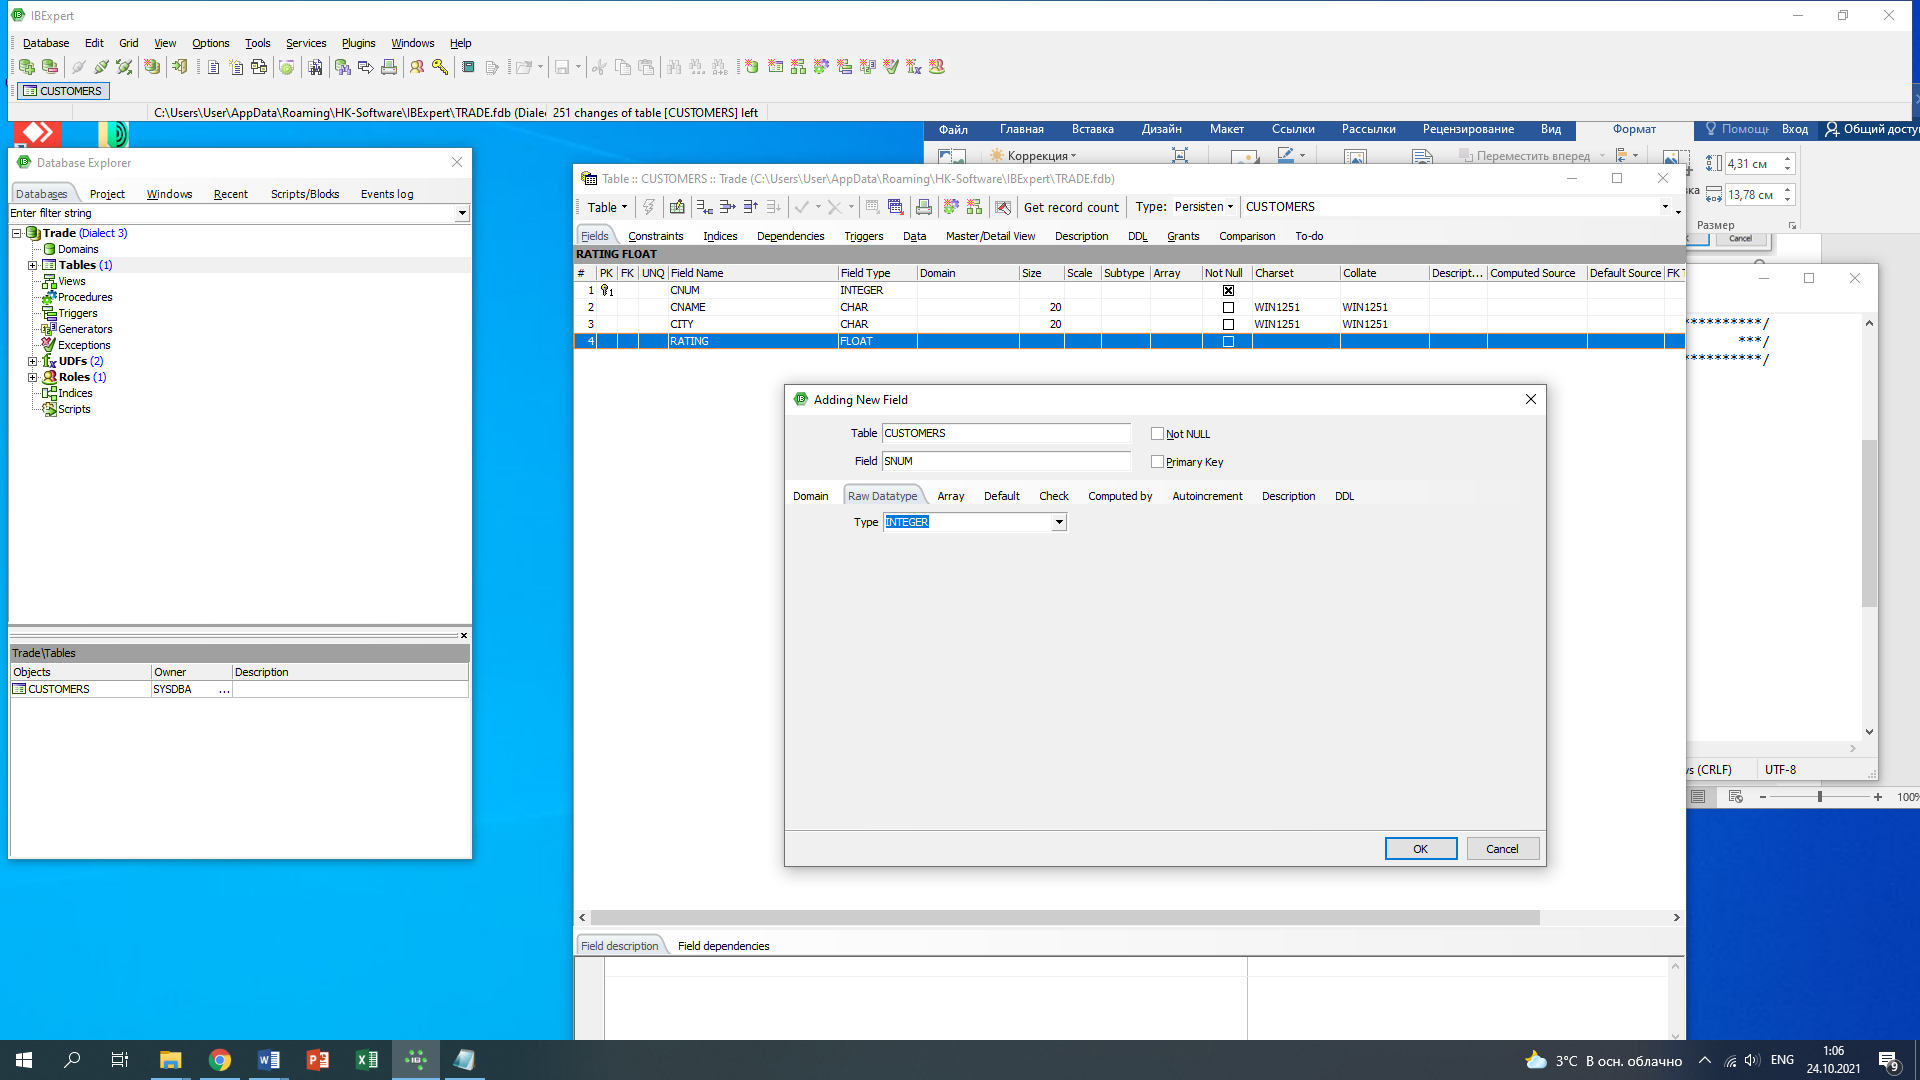 IBExpert
Database Edit Grid View Options Tools Services Plugins Windows Help
CUSTOMERS
C:\Users\User\AppData\Roaming\HK-Software\IBExpert\TRADE.fdb (Dialec 251 changes of table [CUSTOMERS] left
Файл Главная Вставка Дизайн Макет Ссылки Рассылки Рецензирование Вид Формат Помощь Вход Общий доступ
Коррекция Переместить вперед 4,31 см
13,78 см
Размер
Cancel
Database Explorer
Databases Project Windows Recent Scripts/Blocks Events log
Enter filter string
Trade (Dialect 3)
Domains
Tables (1)
Views
Procedures
Triggers
Generators
Exceptions
UDFs (2)
Roles (1)
Indices
Scripts
Trade\Tables
Objects Owner Description
CUSTOMERS SYSDBA ...
Table :: CUSTOMERS :: Trade (C:\Users\User\AppData\Roaming\HK-Software\IBExpert\TRADE.fdb)
Table Get record count Type: Persisten CUSTOMERS
Fields Constraints Indices Dependencies Triggers Data Master/Detail View Description DDL Grants Comparison To-do
RATING FLOAT
# PK FK UNQ Field Name Field Type Domain Size Scale Subtype Array Not Null Charset Collate Descript... Computed Source Default Source FK T
1 1 CNUM INTEGER
2 CNAME CHAR 20 WIN1251 WIN1251
3 CITY CHAR 20 WIN1251 WIN1251
4 RATING FLOAT
**********/
***/
**********/
Adding New Field
Table CUSTOMERS Not NULL
Field SNUM Primary Key
Domain Raw Datatype Array Default Check Computed by Autoincrement Description DDL
Type INTEGER
OK Cancel
Field description Field dependencies
vs (CRLF) UTF-8
100%
3°C В осн. облачно ENG 1:06
24.10.2021 9